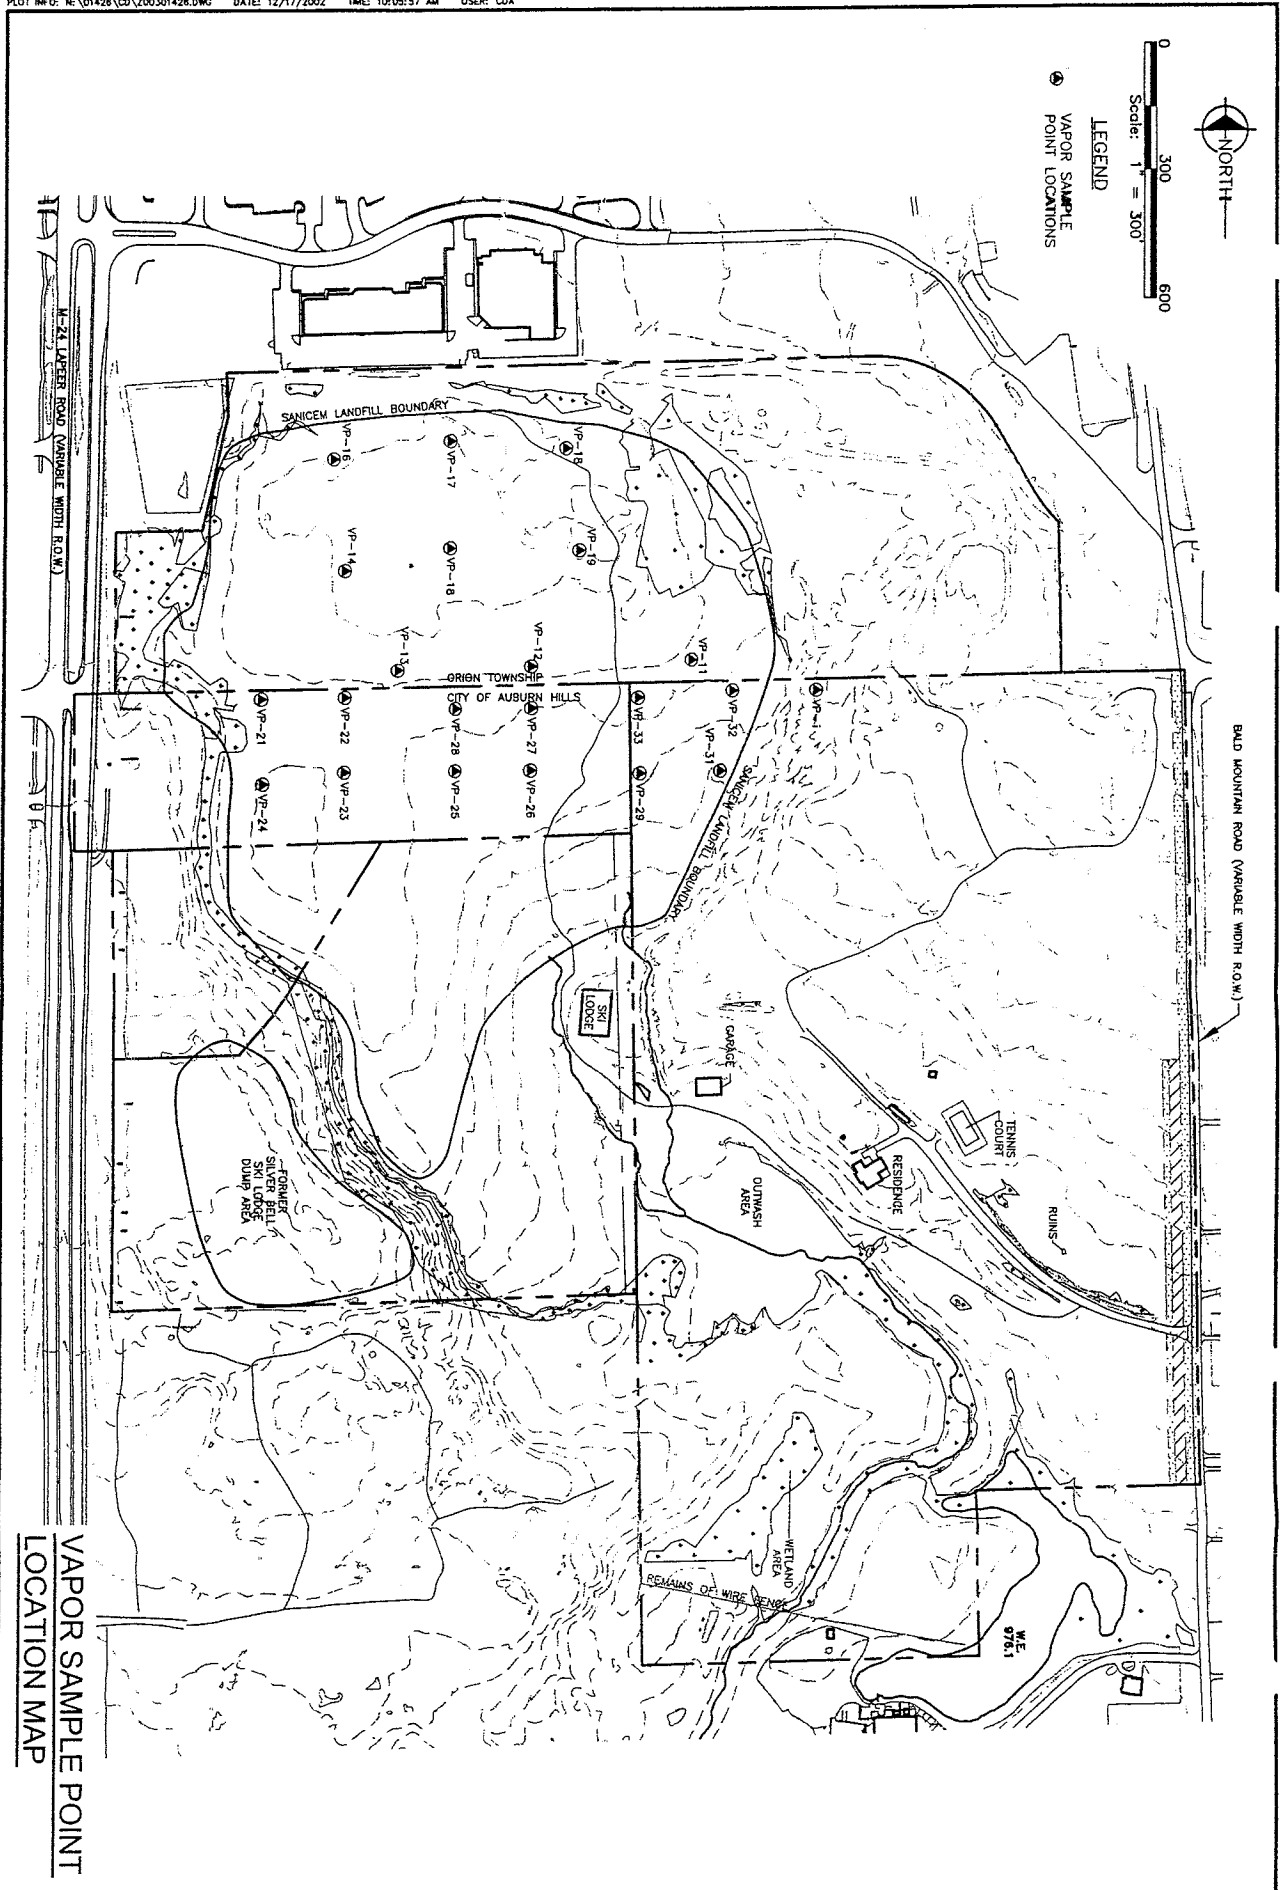 PLOT INFO: N:\01426\CD\200301426.DWG DATE: 12/17/2002 TIME: 10:05:57 AM USER: CDX
NORTH
0 300 600
Scale: 1" = 300'
LEGEND
VAPOR SAMPLE
POINT LOCATIONS
BALD MOUNTAIN ROAD (VARIABLE WIDTH R.O.W.)
M-24 LAPEER ROAD (VARIABLE WIDTH R.O.W.)
SANICEM LANDFILL BOUNDARY
VP-16
VP-17
VP-18
VP-14
VP-18
VP-19
VP-13
VP-12
VP-11
ORION TOWNSHIP
CITY OF AUBURN HILLS
VP-21
VP-22
VP-28
VP-27
VP-33
VP-32
VP-24
VP-23
VP-25
VP-26
VP-29
VP-31
SANICEM LANDFILL BOUNDARY
SKI
LODGE
GARAGE
TENNIS
COURT
RESIDENCE
RUINS
OUTWASH
AREA
FORMER
SILVER BELL
SKI LODGE
DUMP AREA
WETLAND
AREA
REMAINS OF WIRE FENCE
W.E.
976.1
VAPOR SAMPLE POINT
LOCATION MAP